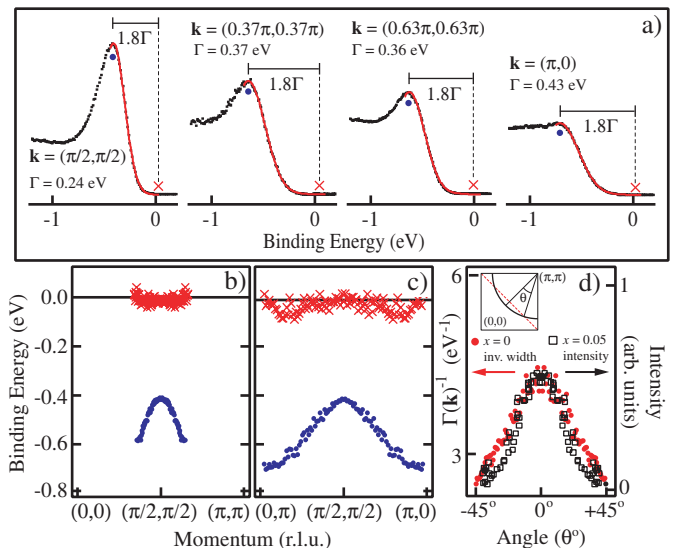 a)
k = (π/2,π/2)
Γ = 0.24 eV
1.8Γ
k = (0.37π,0.37π)
Γ = 0.37 eV
1.8Γ
k = (0.63π,0.63π)
Γ = 0.36 eV
1.8Γ
k = (π,0)
Γ = 0.43 eV
1.8Γ
-1 0 -1 0 -1 0 -1 0
Binding Energy (eV)
b)
c)
d)
Binding Energy (eV)
0.0
-0.2
-0.4
-0.6
-0.8
(0,0) (π/2,π/2) (π,π)
(0,π) (π/2,π/2) (π,0)
Momentum (r.l.u.)
Γ(k)⁻¹ (eV⁻¹)
6
3
(π,π)
θ
(0,0)
x = 0
inv. width
x = 0.05
intensity
1
0
Intensity
(arb. units)
-45° 0° +45°
Angle (θ°)